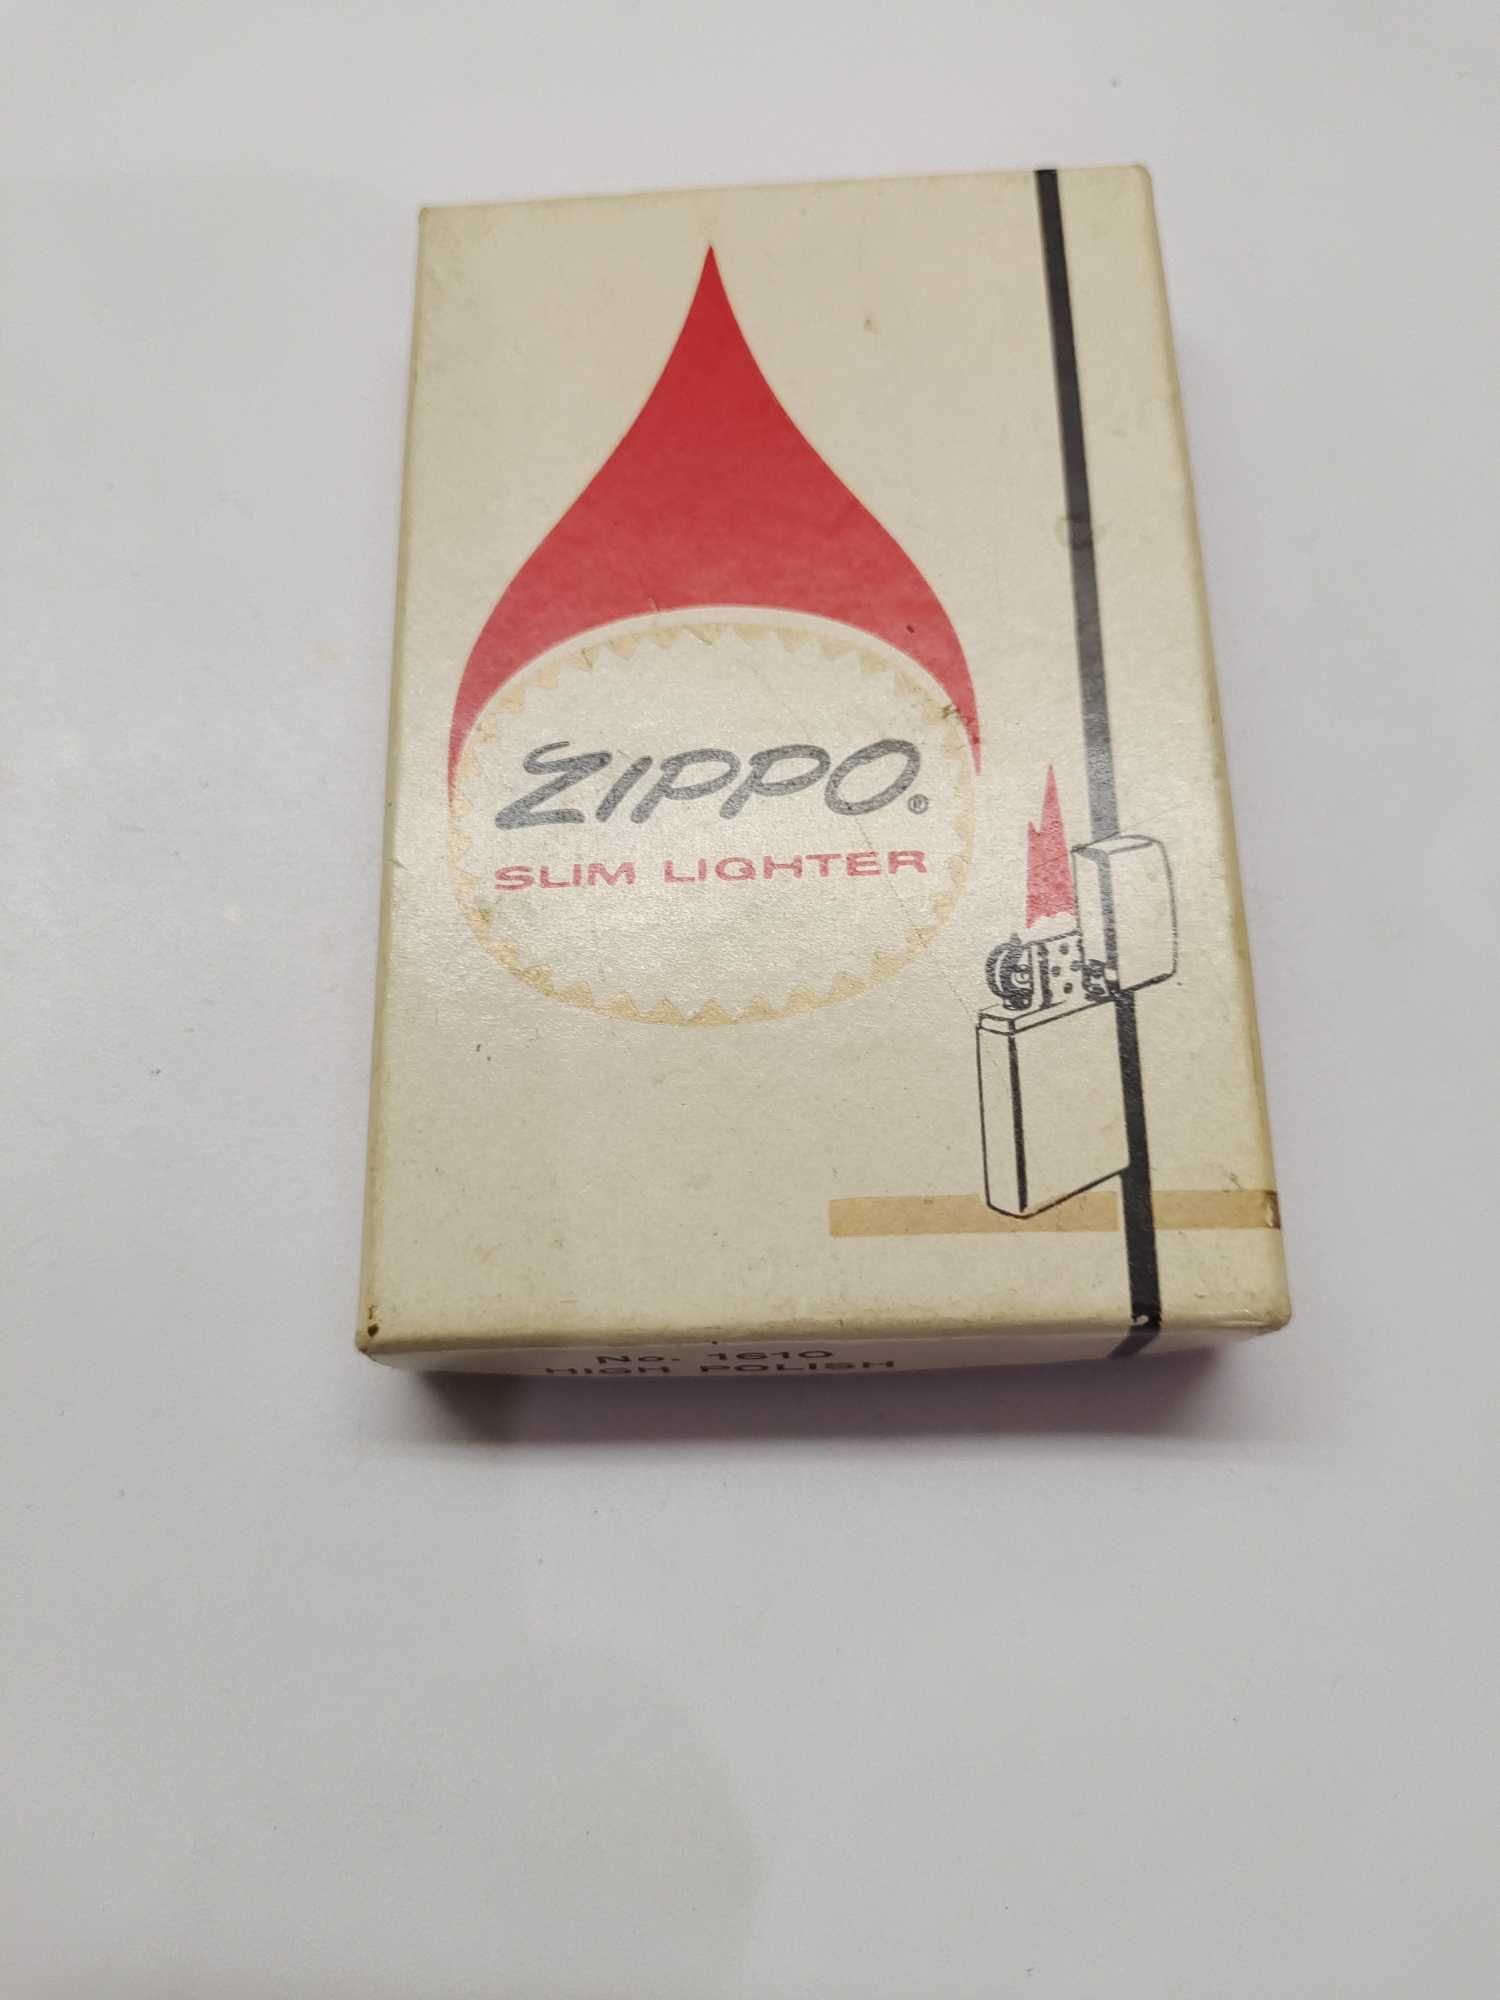 ZIPPO®
SLIM LIGHTER
No. 1610
HIGH POLISH